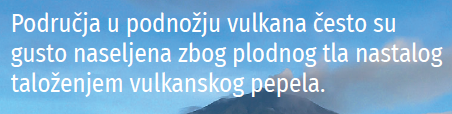 Područja u podnožju vulkana često su
gusto naseljena zbog plodnog tla nastalog
taloženjem vulkanskog pepela.